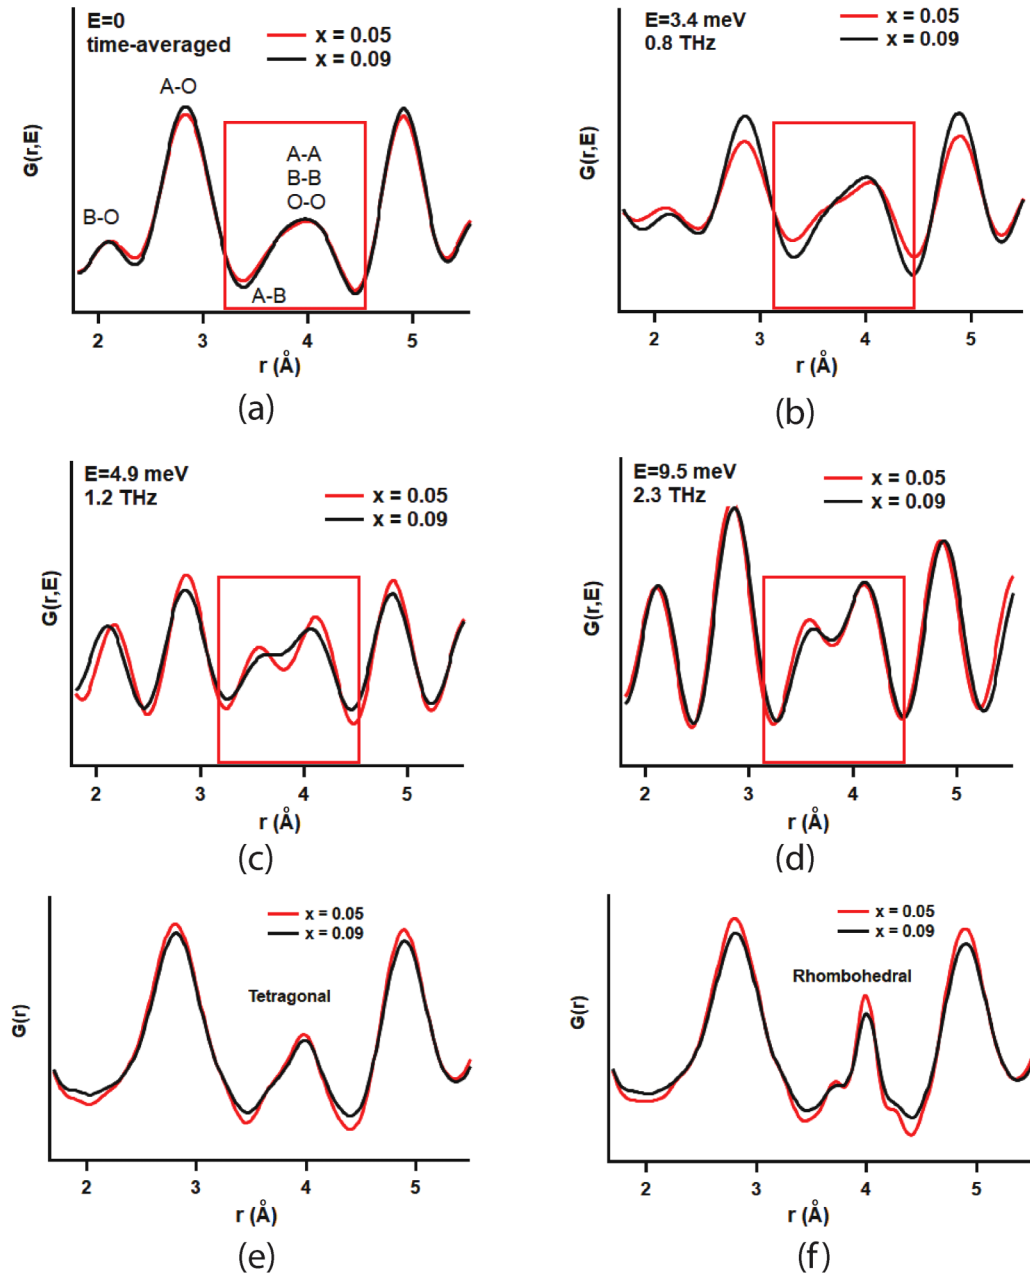 E=0
time-averaged
x = 0.05
x = 0.09
A-O
B-O
A-A
B-B
O-O
A-B
G(r,E)
2 3 4 5
r (Å)
(a)
E=3.4 meV
0.8 THz
x = 0.05
x = 0.09
G(r,E)
2 3 4 5
r (Å)
(b)
E=4.9 meV
1.2 THz
x = 0.05
x = 0.09
G(r,E)
2 3 4 5
r (Å)
(c)
E=9.5 meV
2.3 THz
x = 0.05
x = 0.09
G(r,E)
2 3 4 5
r (Å)
(d)
x = 0.05
x = 0.09
Tetragonal
G(r)
2 3 4 5
r (Å)
(e)
x = 0.05
x = 0.09
Rhombohedral
G(r)
2 3 4 5
r (Å)
(f)